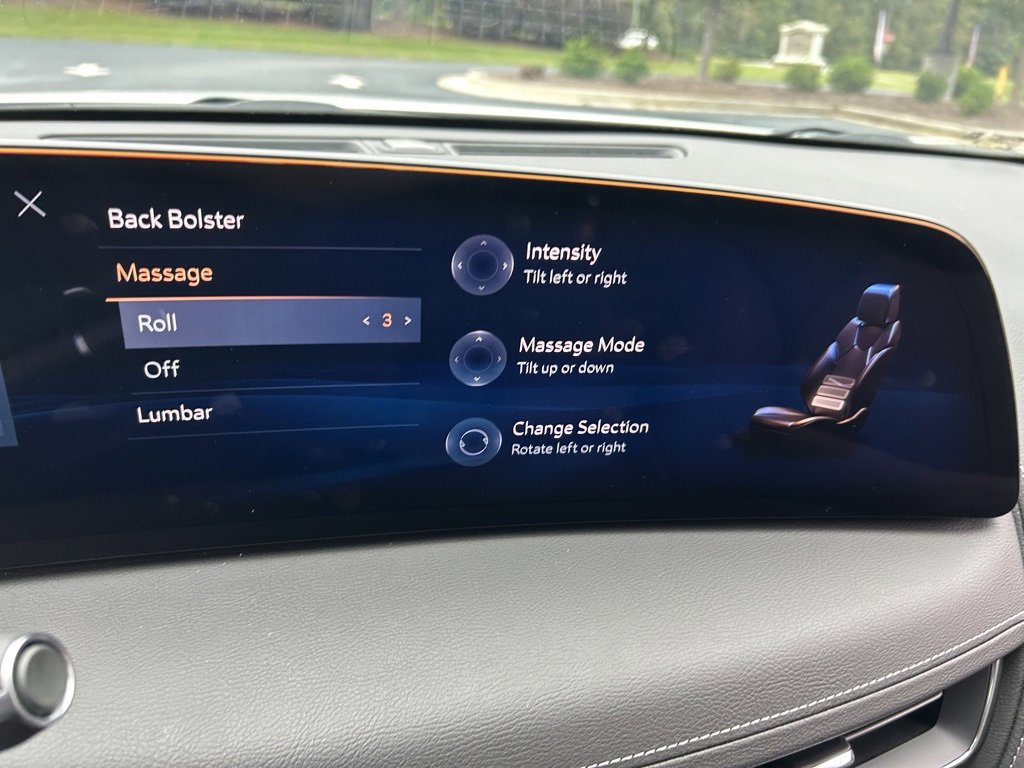 Back Bolster
Massage
Roll < 3 >
Off
Lumbar
Intensity
Tilt left or right
Massage Mode
Tilt up or down
Change Selection
Rotate left or right